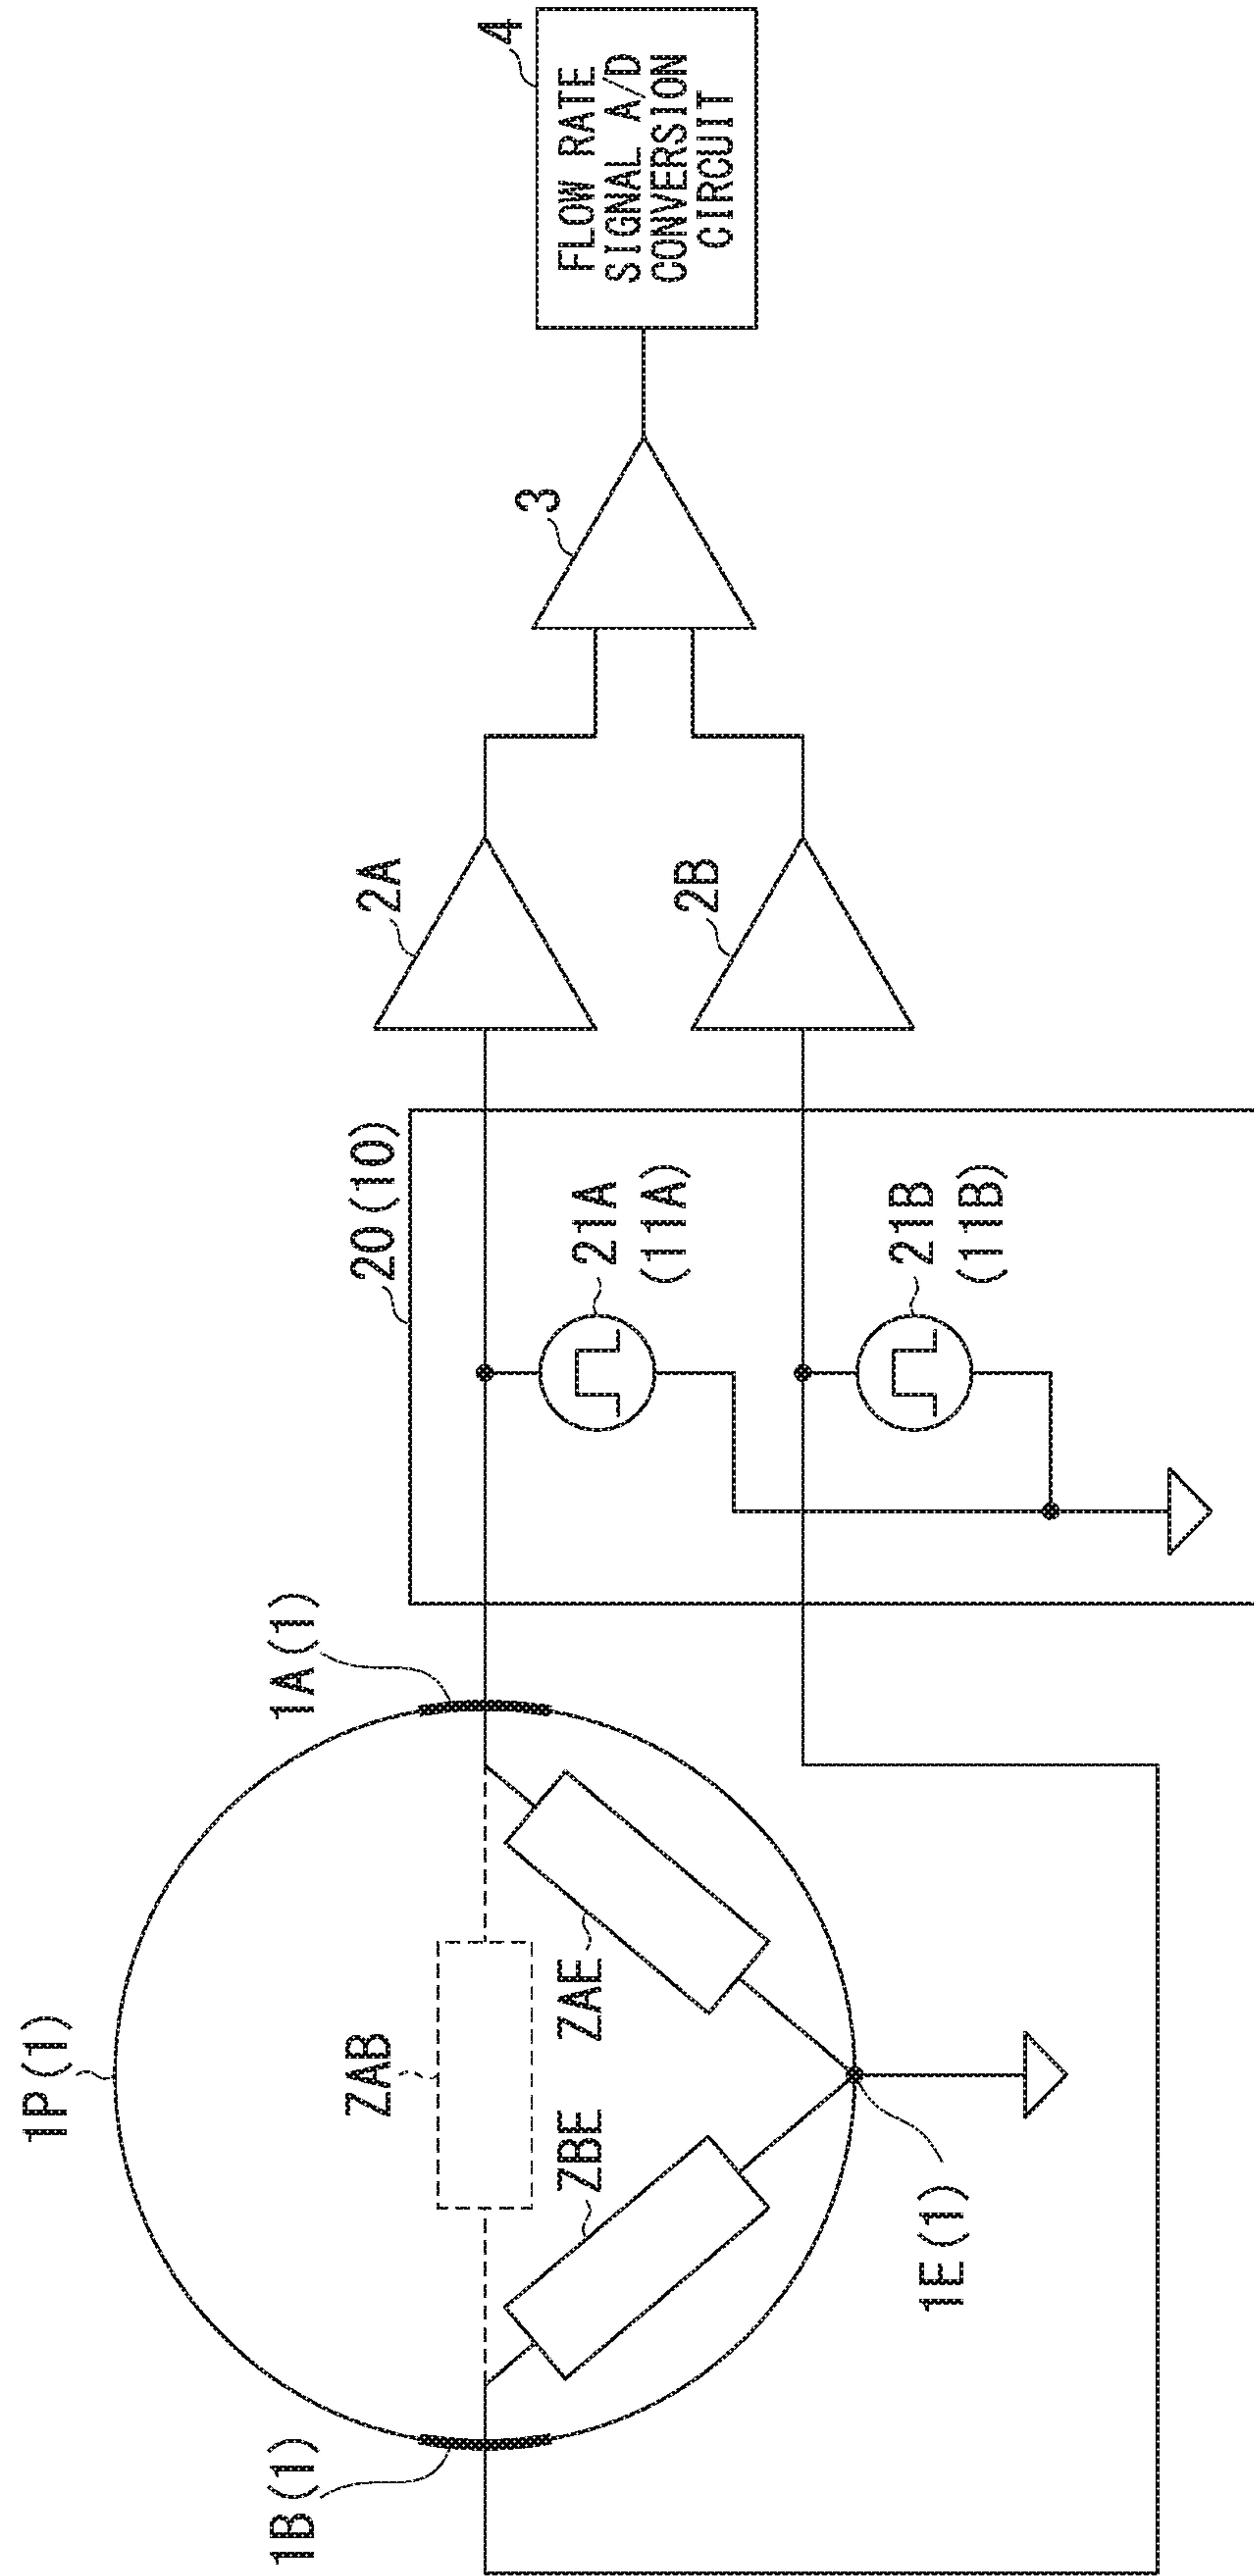 1B(1)
1P(1)
1A(1)
ZAB
ZBE
ZAE
1E(1)
20(10)
21A
(11A)
21B
(11B)
2A
2B
3
4
FLOW RATE
SIGNAL A/D
CONVERSION
CIRCUIT